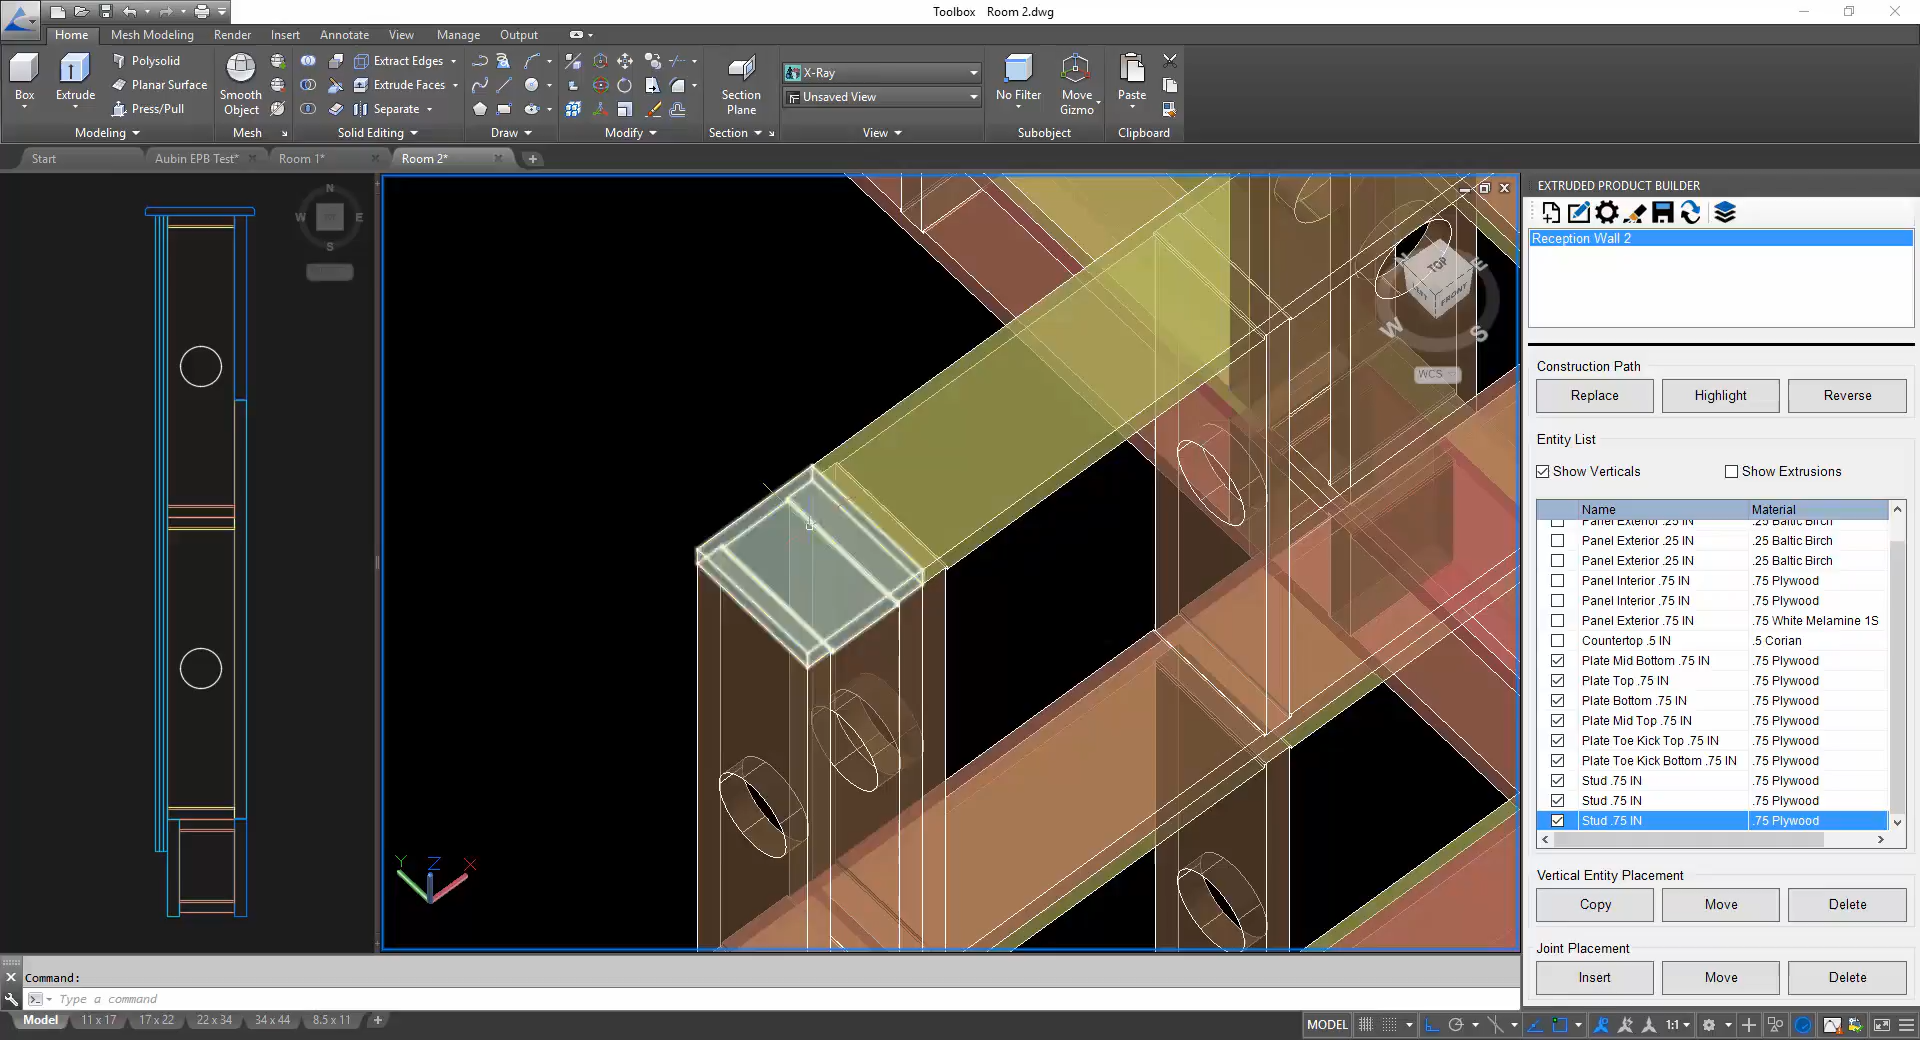 Toolbox Room 2.dwg
Home Mesh Modeling Render Insert Annotate View Manage Output
Box
Extrude
Polysolid
Planar Surface
Press/Pull
Smooth Object
Extract Edges
Extrude Faces
Separate
Section Plane
X-Ray
Unsaved View
No Filter
Move Gizmo
Paste
Modeling Mesh Solid Editing Draw Modify Section View Subobject Clipboard
Start Aubin EPB Test* Room 1* Room 2*
N
W E
S
TOP
FRONT
N E
W S
WCS
Y Z X
EXTRUDED PRODUCT BUILDER
Reception Wall 2
Construction Path
Replace Highlight Reverse
Entity List
Show Verticals Show Extrusions
Name Material
Panel Exterior .25 IN .25 Baltic Birch
Panel Exterior .25 IN .25 Baltic Birch
Panel Exterior .25 IN .25 Baltic Birch
Panel Interior .75 IN .75 Plywood
Panel Interior .75 IN .75 Plywood
Panel Exterior .75 IN .75 White Melamine 1S
Countertop .5 IN .5 Corian
Plate Mid Bottom .75 IN .75 Plywood
Plate Top .75 IN .75 Plywood
Plate Bottom .75 IN .75 Plywood
Plate Mid Top .75 IN .75 Plywood
Plate Toe Kick Top .75 IN .75 Plywood
Plate Toe Kick Bottom .75 IN .75 Plywood
Stud .75 IN .75 Plywood
Stud .75 IN .75 Plywood
Stud .75 IN .75 Plywood
Vertical Entity Placement
Copy Move Delete
Joint Placement
Insert Move Delete
Command:
Type a command
Model 11 x 17 17 x 22 22 x 34 34 x 44 8.5 x 11
MODEL 1:1